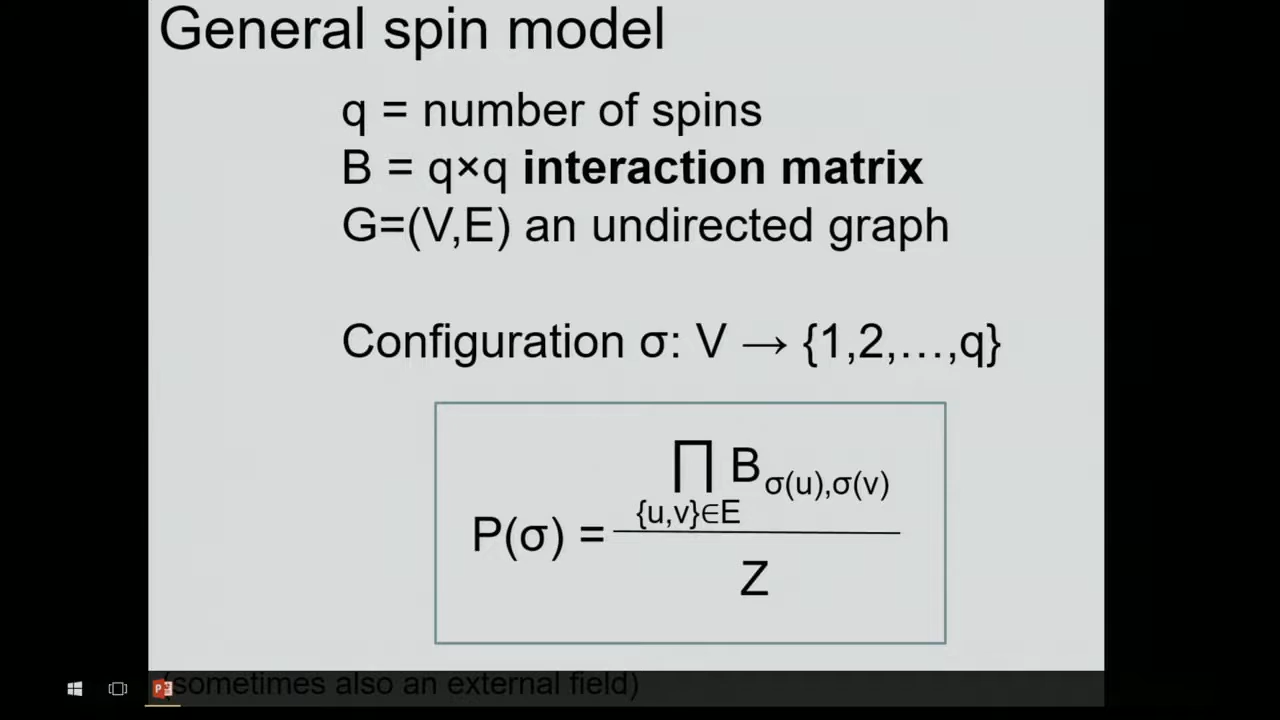 General spin model
q = number of spins
B = q×q interaction matrix
G=(V,E) an undirected graph
Configuration σ: V → {1,2,…,q}
P(σ) = ∏ B σ(u),σ(v)
{u,v}∈E
Z
(sometimes also an external field)